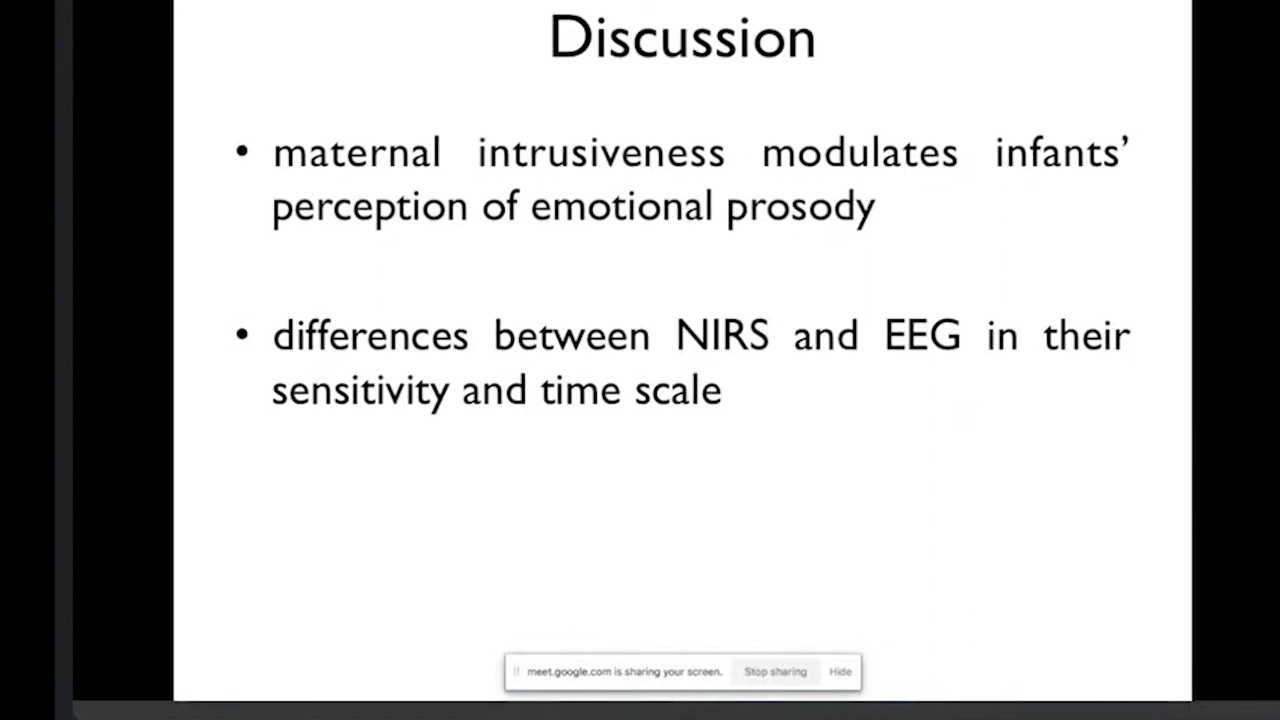 Discussion
• maternal intrusiveness modulates infants’
perception of emotional prosody
• differences between NIRS and EEG in their
sensitivity and time scale
meet.google.com is sharing your screen. Stop sharing Hide